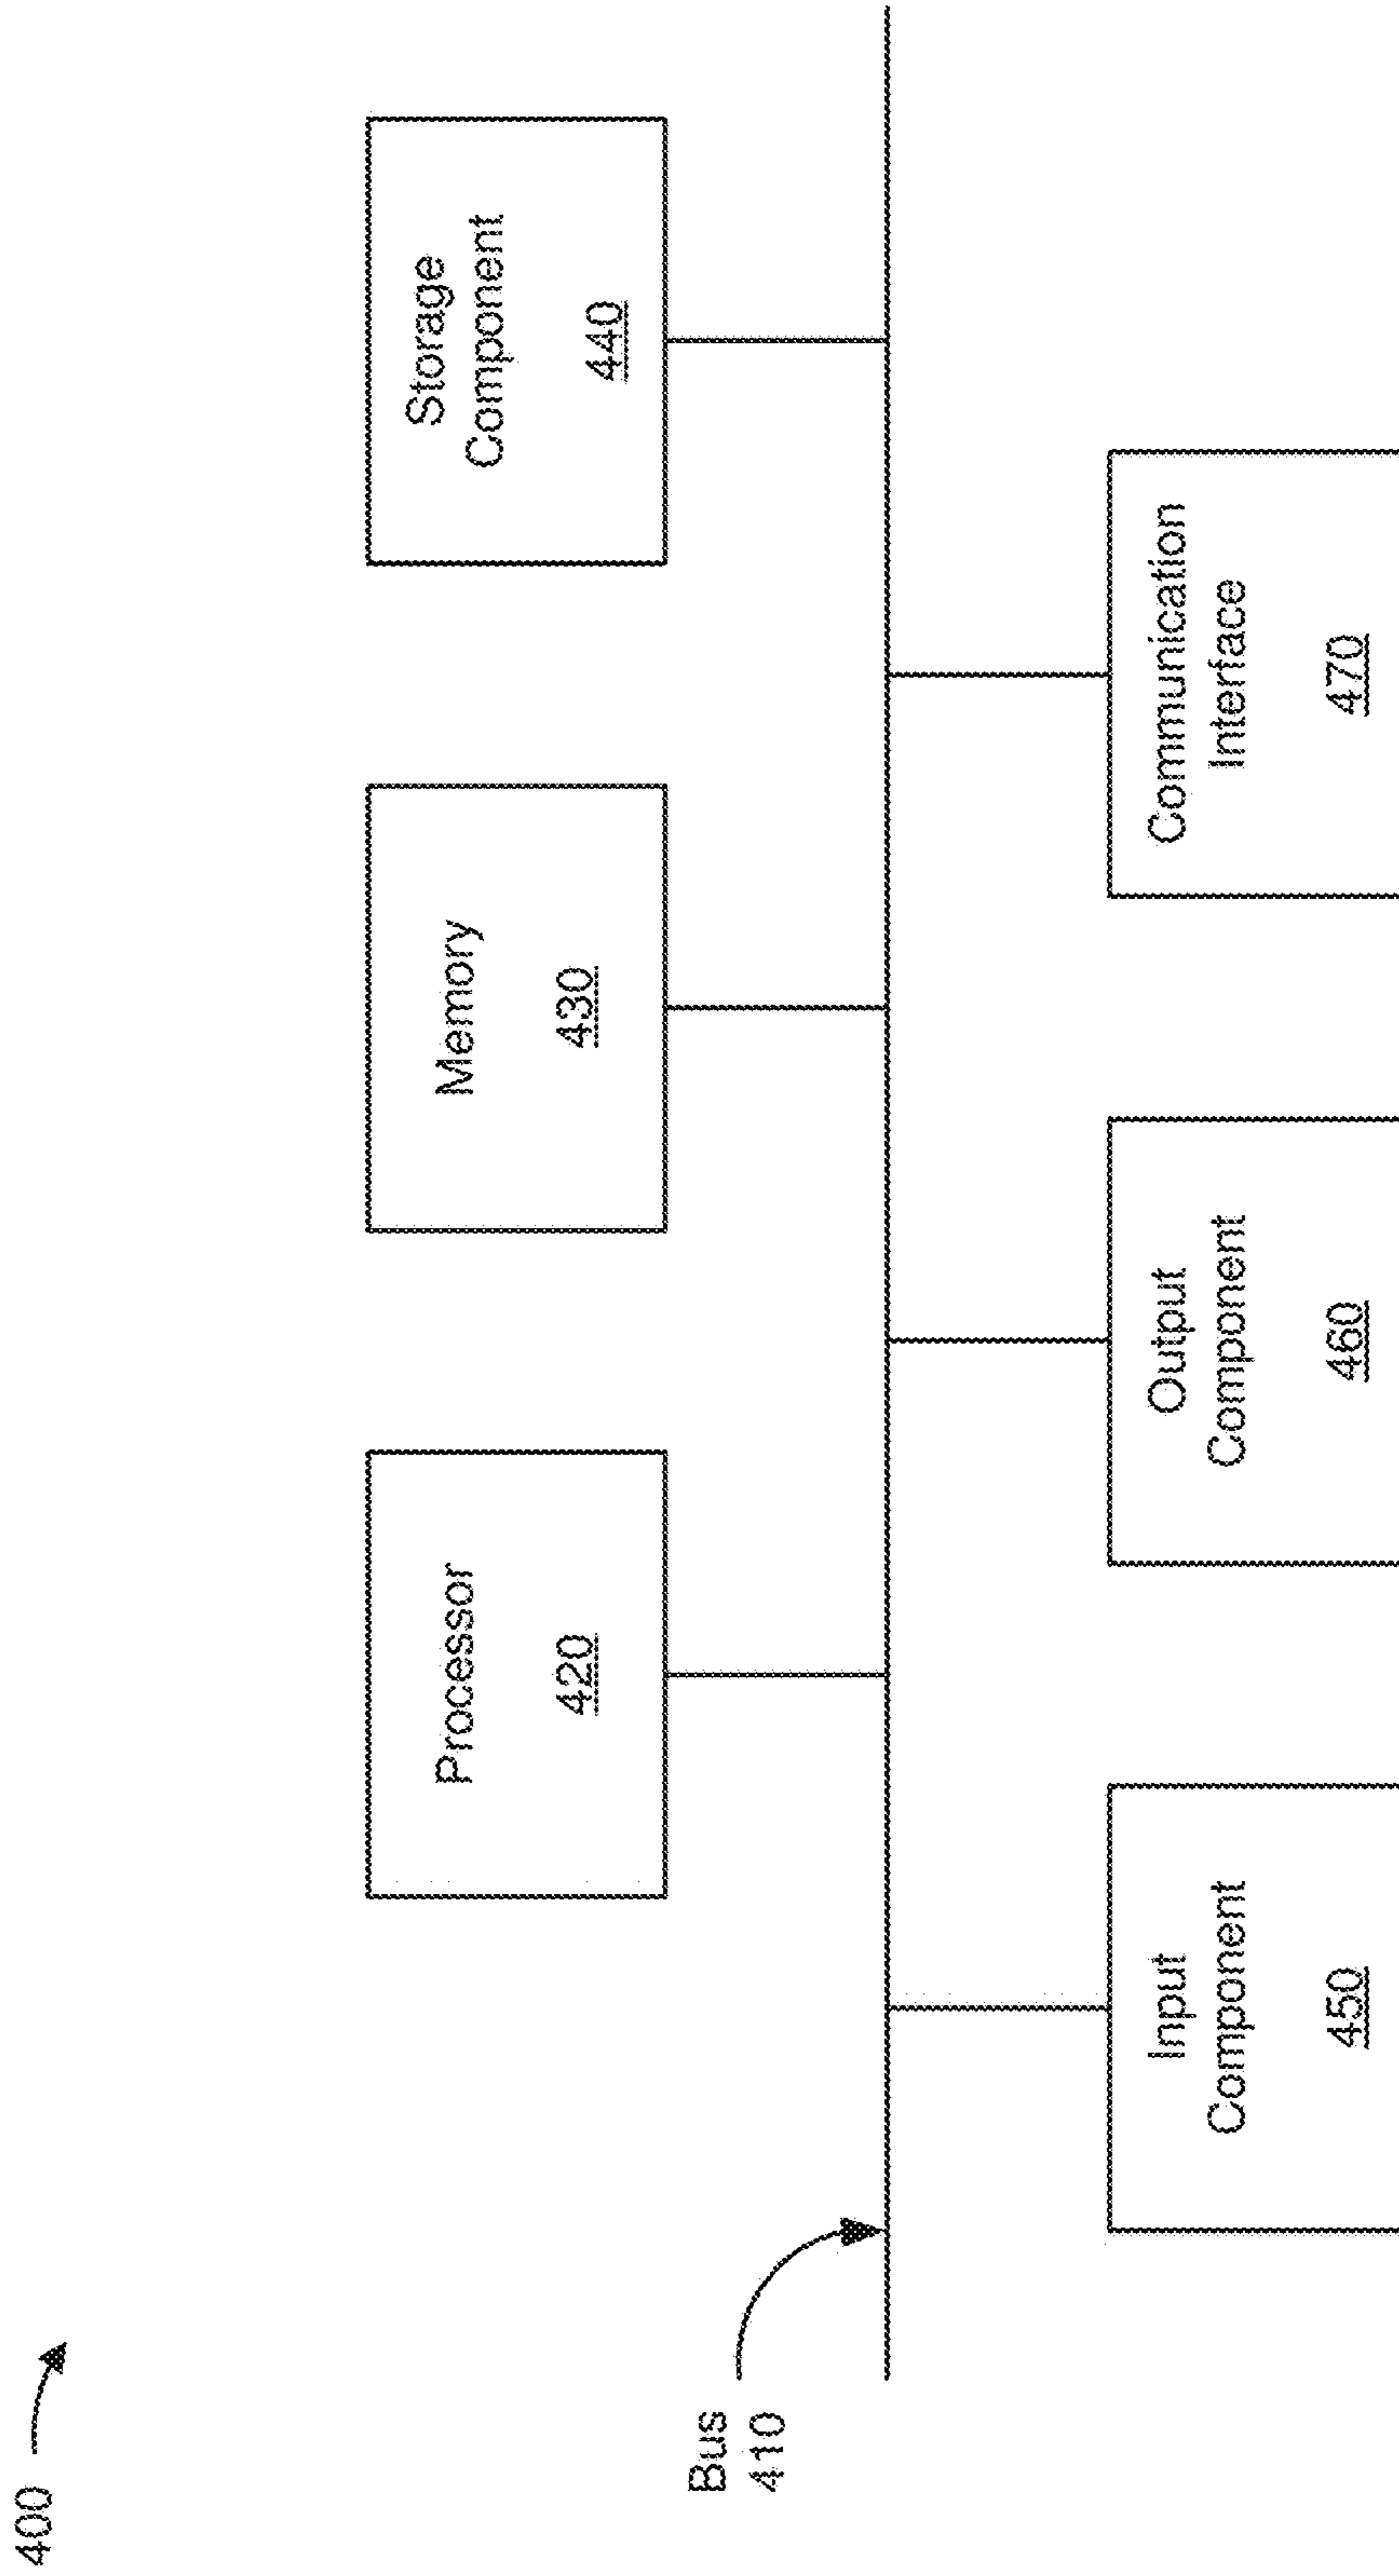 400
Processor
420
Memory
430
Storage
Component
440
Bus
410
Input
Component
450
Output
Component
460
Communication
Interface
470